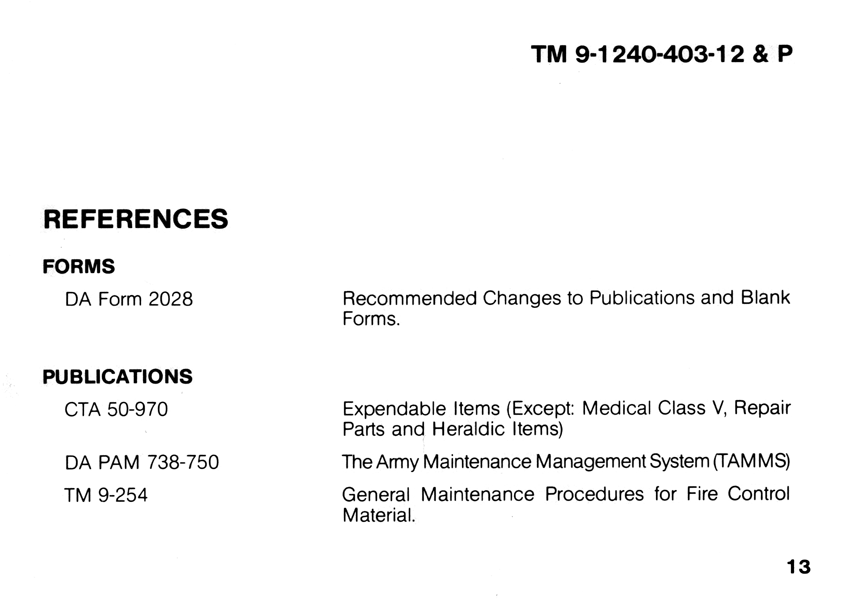 TM 9-1240-403-12 & P
REFERENCES
FORMS
DA Form 2028 Recommended Changes to Publications and Blank
Forms.
PUBLICATIONS
CTA 50-970 Expendable Items (Except: Medical Class V, Repair
Parts and Heraldic Items)
DA PAM 738-750 The Army Maintenance Management System (TAMMS)
TM 9-254 General Maintenance Procedures for Fire Control
Material.
13